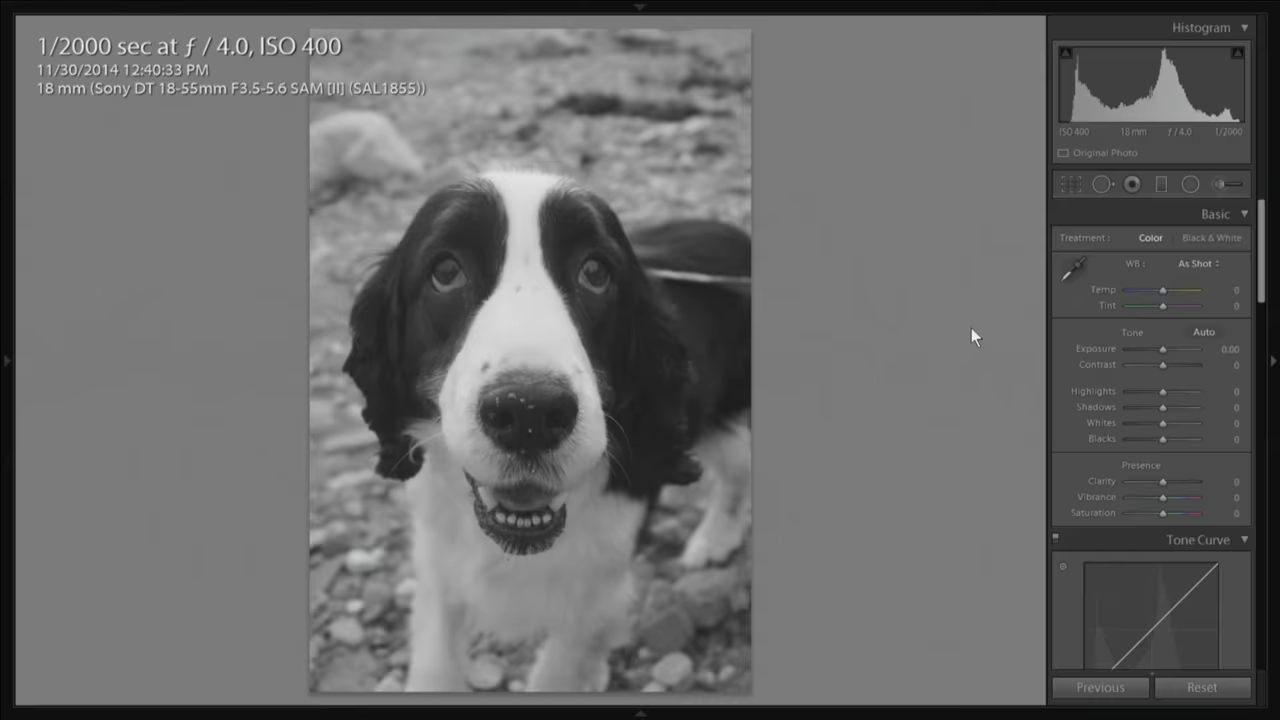 1/2000 sec at ƒ / 4.0, ISO 400
11/30/2014 12:40:33 PM
18 mm (Sony DT 18-55mm F3.5-5.6 SAM [II] (SAL1855))
Histogram
ISO 400 18 mm ƒ / 4.0 1/2000
Original Photo
Basic
Treatment : Color Black & White
WB : As Shot
Temp 0
Tint 0
Tone Auto
Exposure 0.00
Contrast 0
Highlights 0
Shadows 0
Whites 0
Blacks 0
Presence
Clarity 0
Vibrance 0
Saturation 0
Tone Curve
Previous Reset